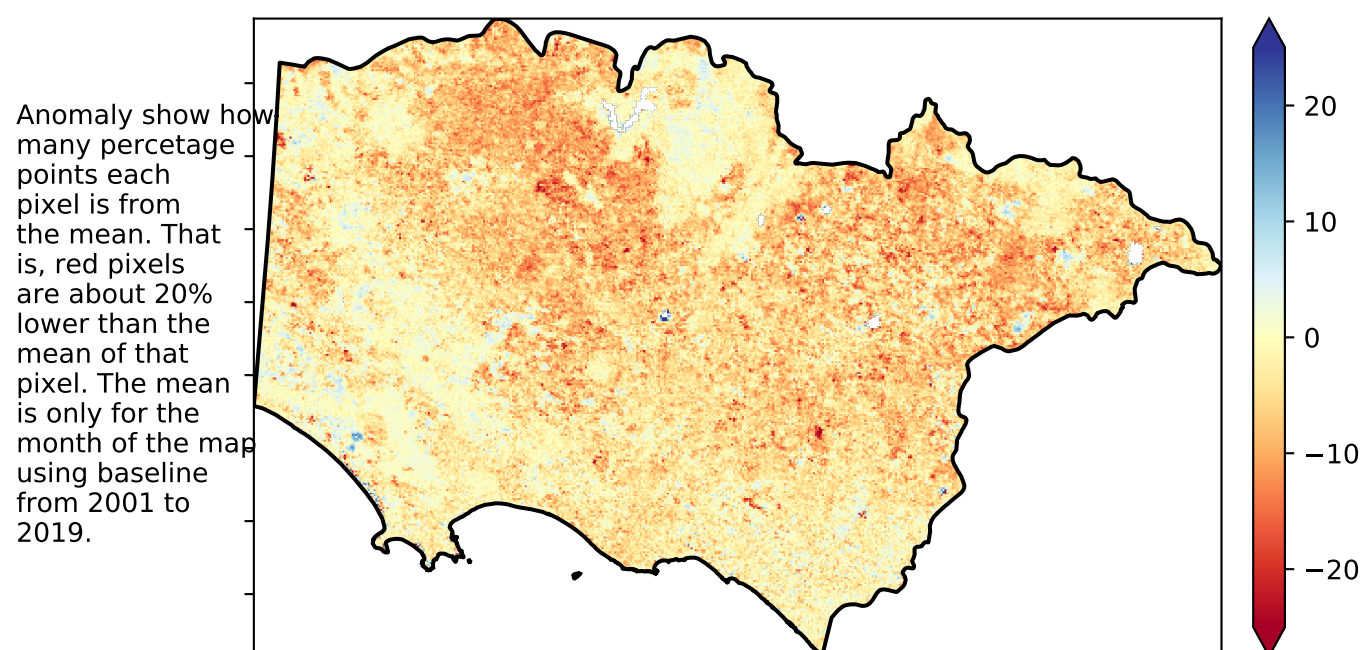 Anomaly show how
many percetage
points each
pixel is from
the mean. That
is, red pixels
are about 20%
lower than the
mean of that
pixel. The mean
is only for the
month of the map
using baseline
from 2001 to
2019.
20
10
0
−10
−20